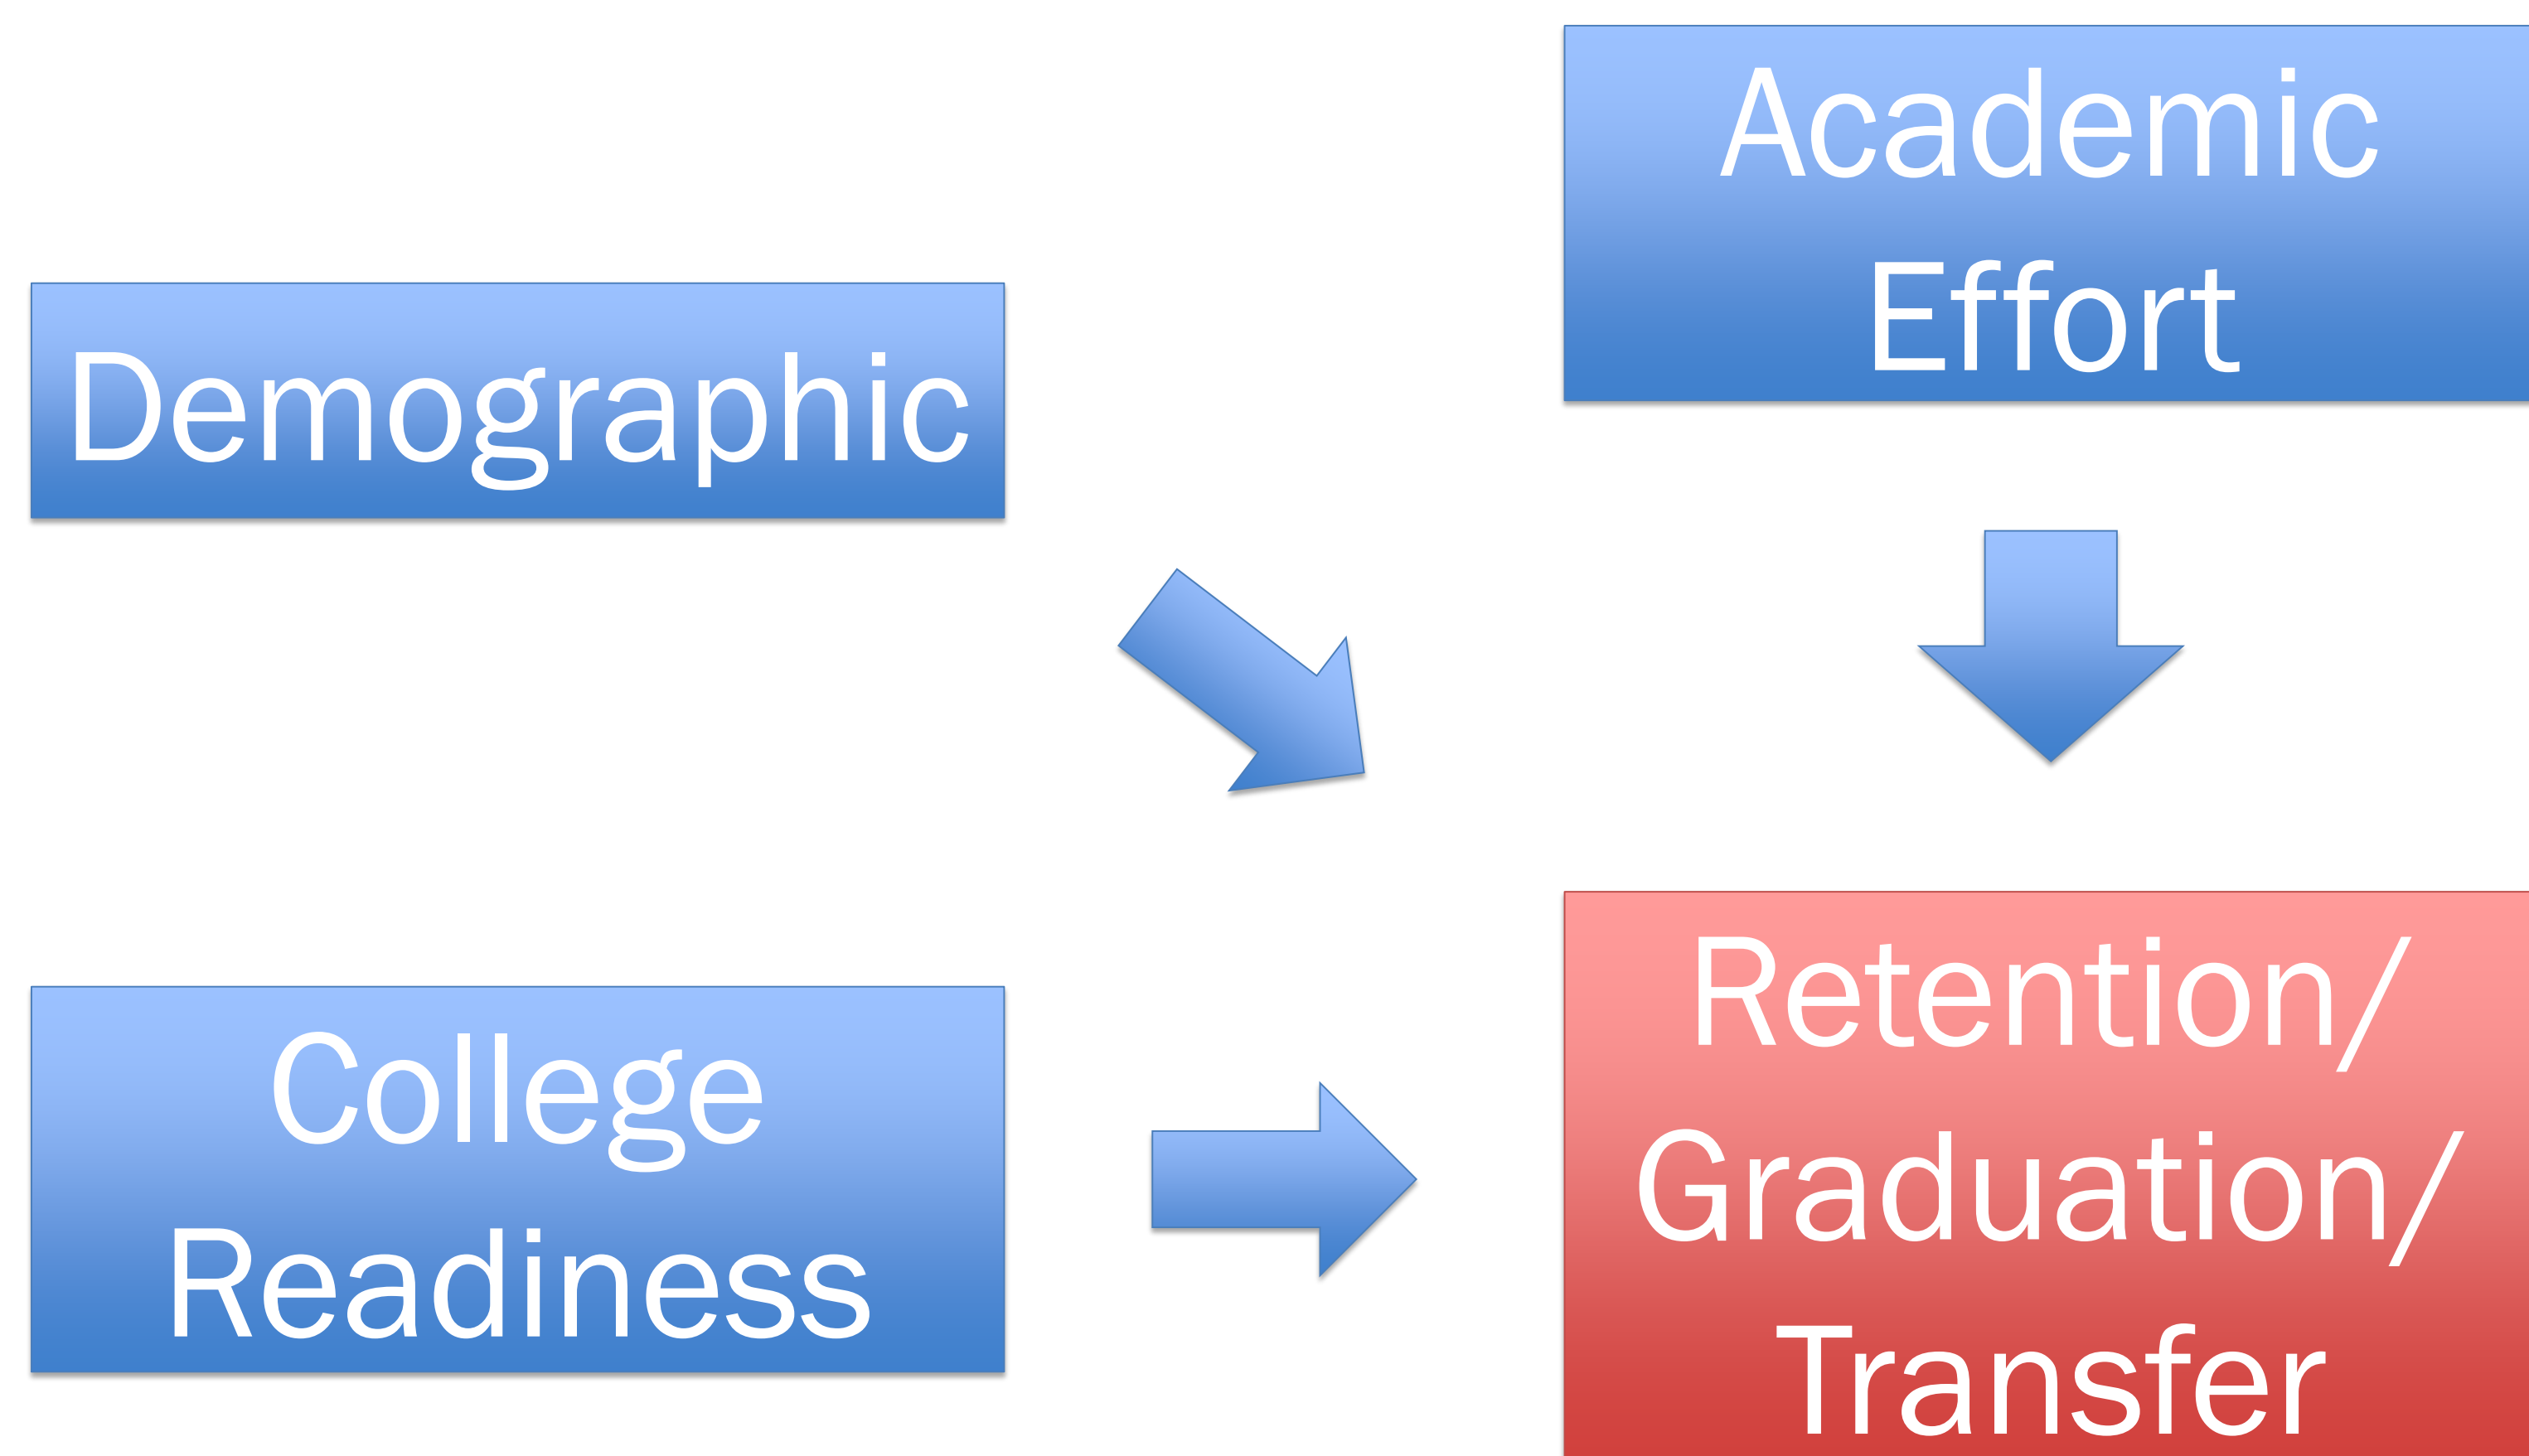 Academic
Effort
Demographic
College
Readiness
Retention/
Graduation/
Transfer